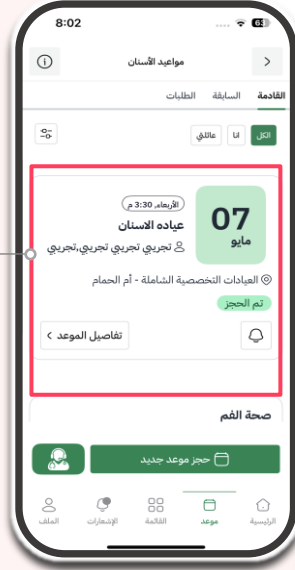 8:02
مواعيد الأسنان
القادمة السابقة الطلبات
الكل انا عائلتي
07
مايو
الأربعاء, 3:30 م
عياده الاسنان
تجريبي تجريبي تجريبي,تجريبي
العيادات التخصصية الشاملة - أم الحمام
تم الحجز
تفاصيل الموعد >
صحة الفم
حجز موعد جديد
الرئيسية موعد القائمة الإشعارات الملف